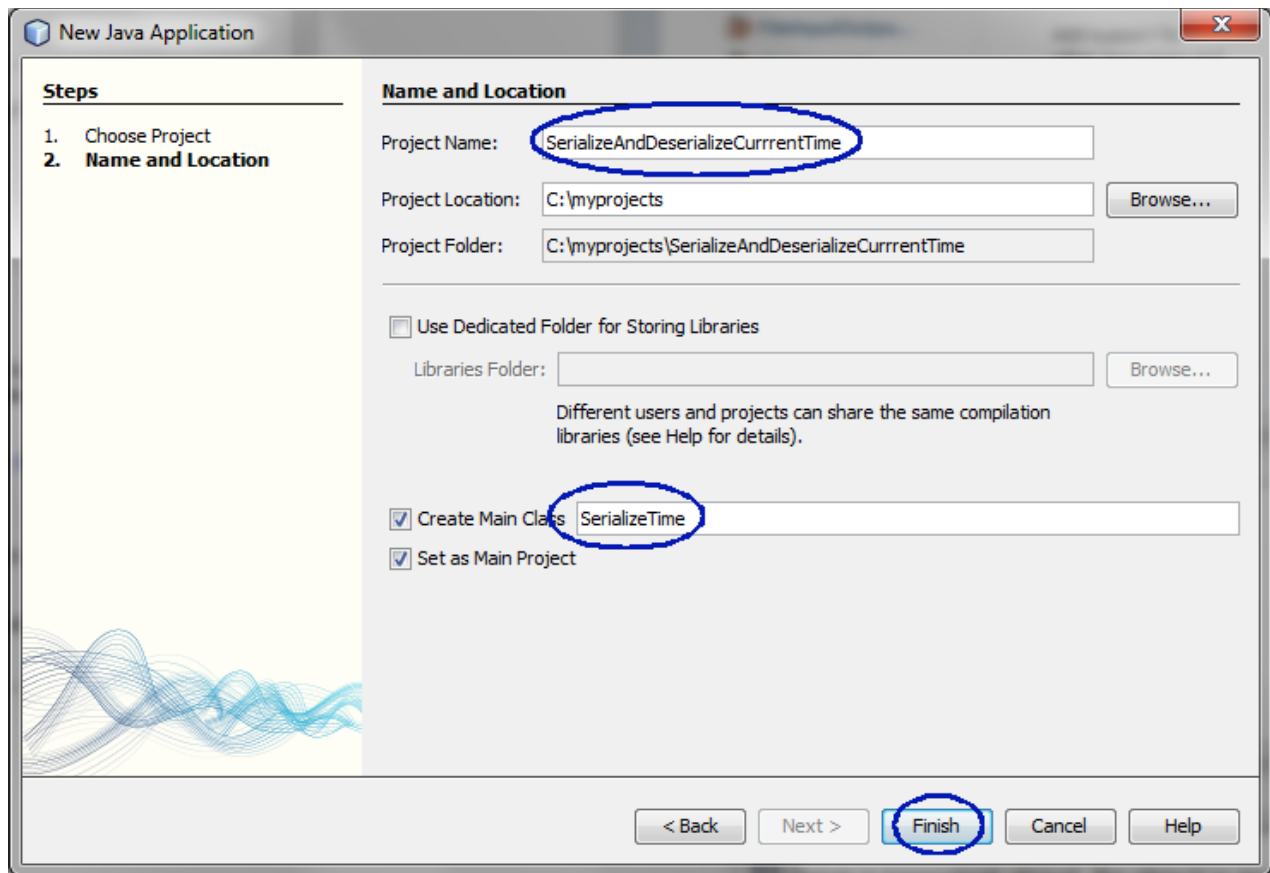 New Java Application
Steps
1. Choose Project
2. Name and Location
Name and Location
Project Name: SerializeAndDeserializeCurrrentTime
Project Location: C:\myprojects Browse...
Project Folder: C:\myprojects\SerializeAndDeserializeCurrrentTime
Use Dedicated Folder for Storing Libraries
Libraries Folder: Browse...
Different users and projects can share the same compilation
libraries (see Help for details).
Create Main Class SerializeTime
Set as Main Project
< Back Next > Finish Cancel Help